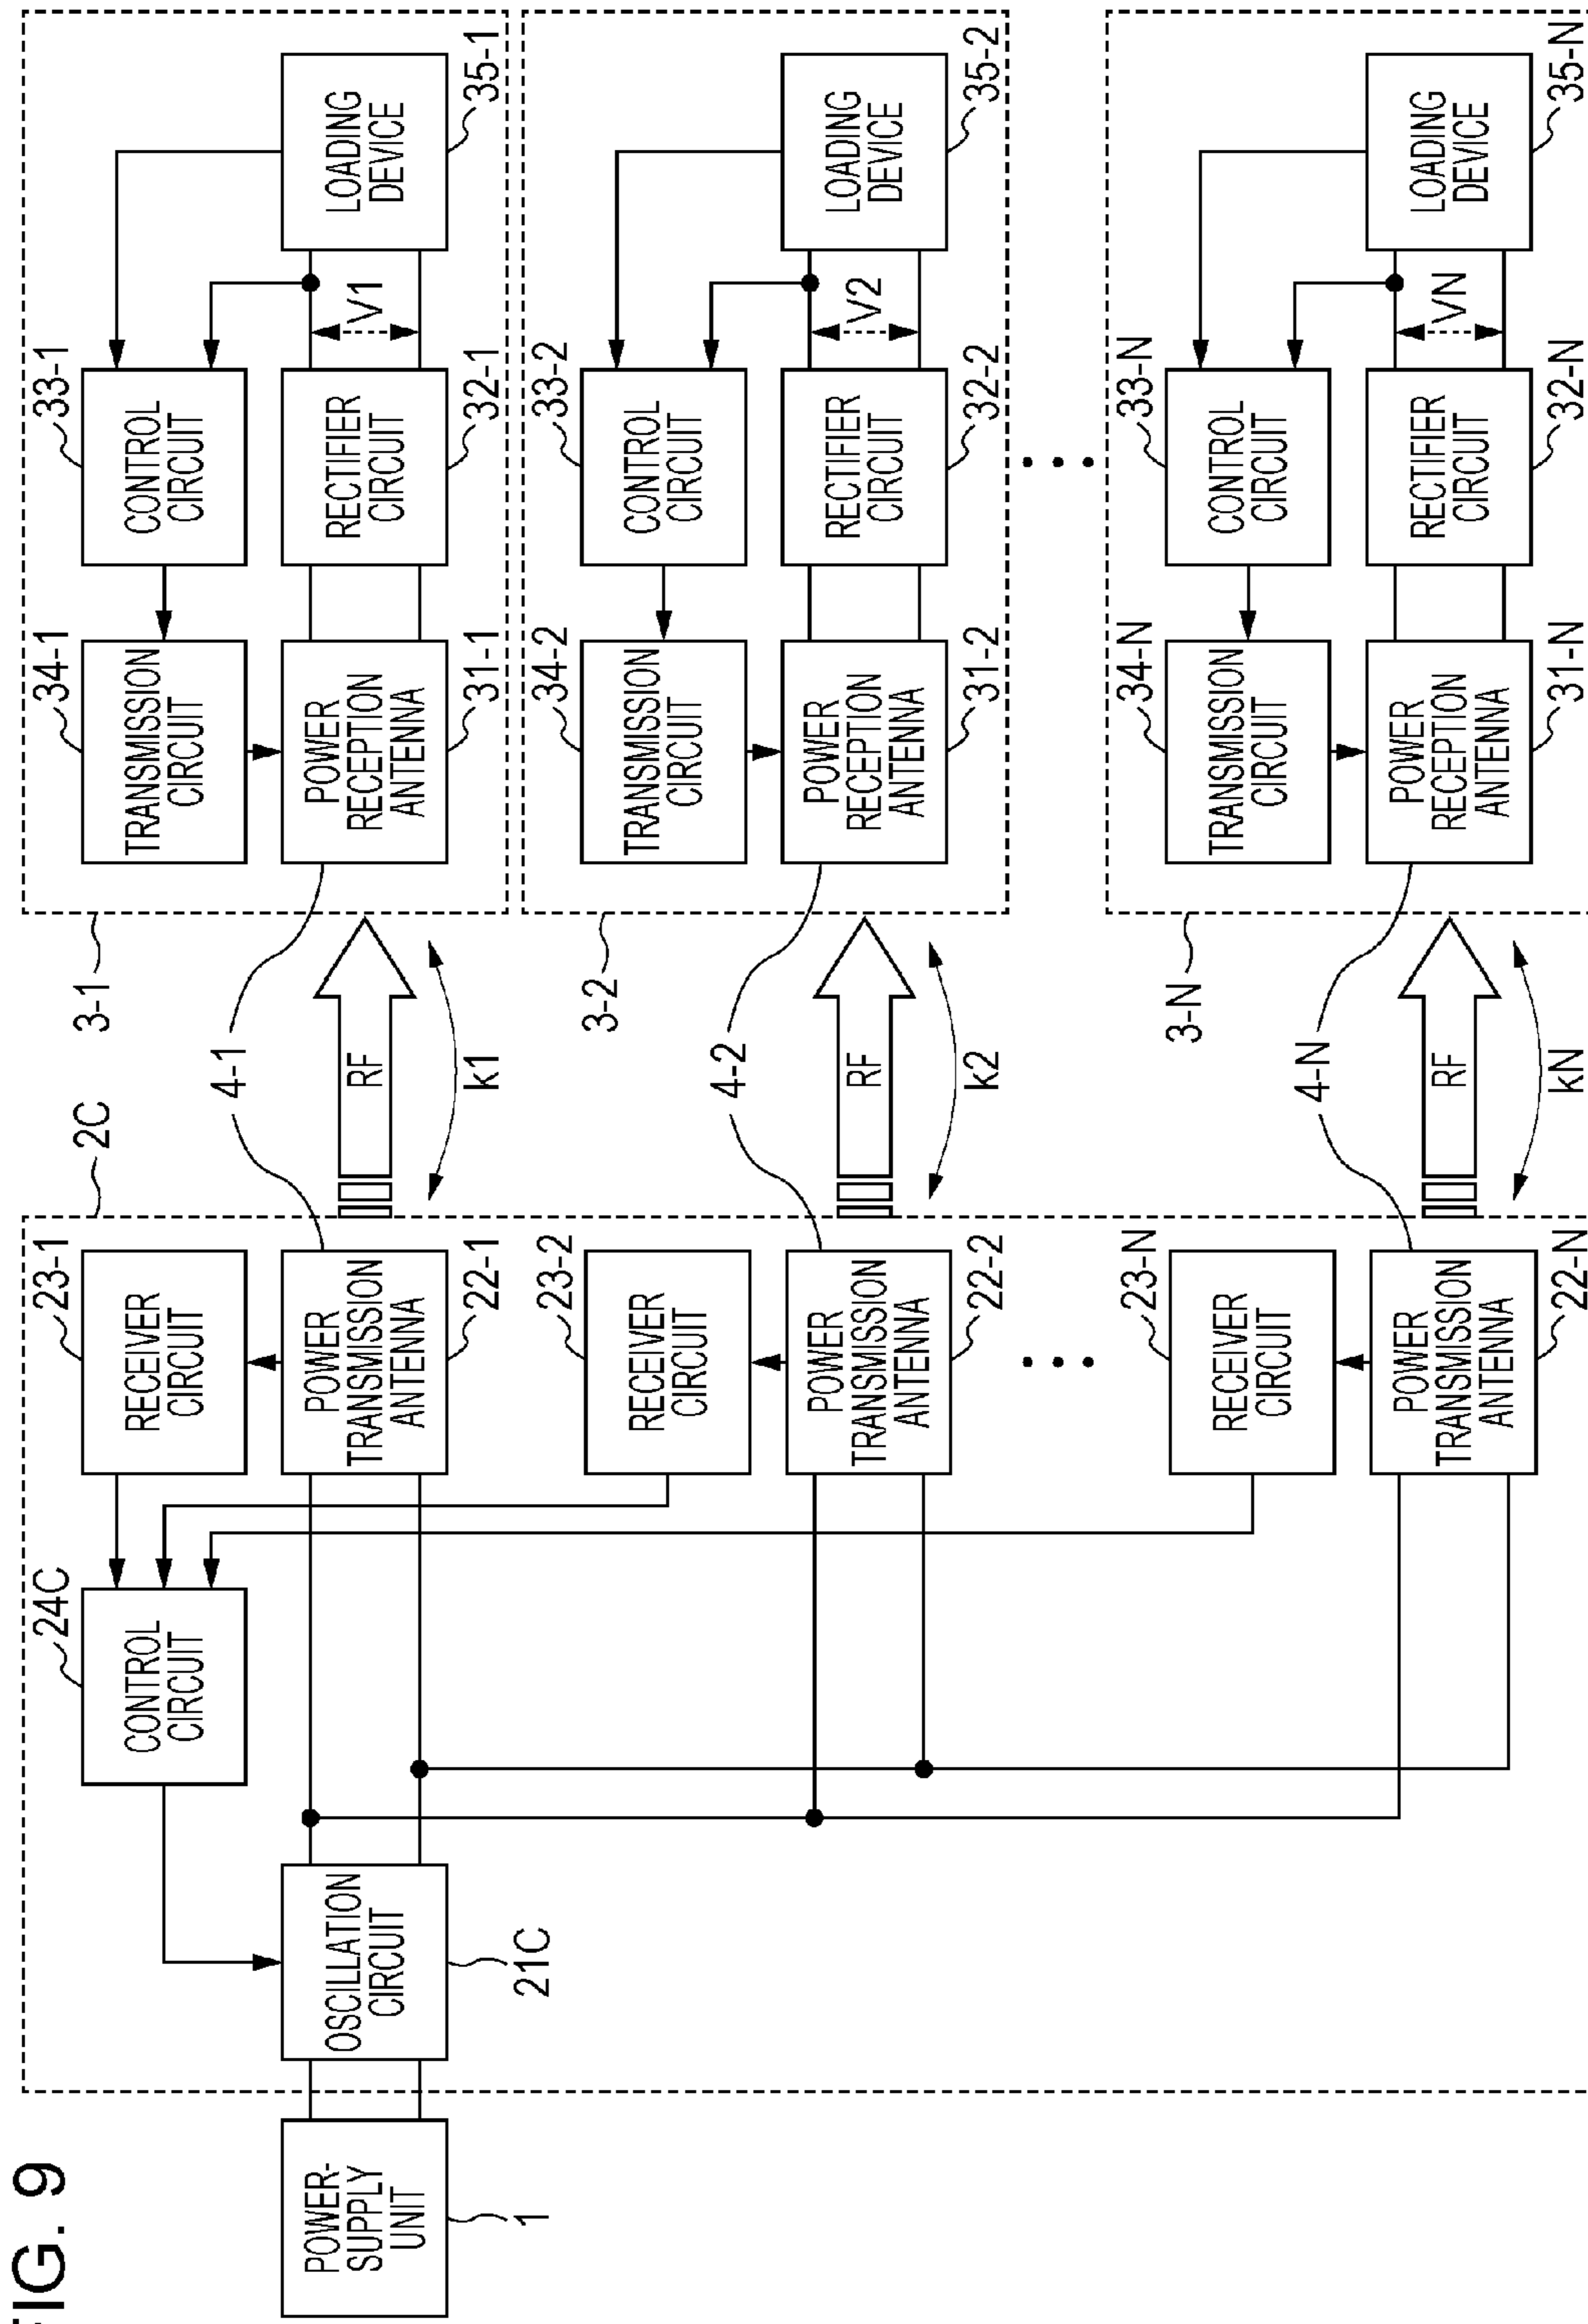 FIG. 9
POWER-
SUPPLY
UNIT
1
2C
OSCILLATION
CIRCUIT
21C
24C
CONTROL
CIRCUIT
23-1
RECEIVER
CIRCUIT
POWER
TRANSMISSION
ANTENNA
22-1
23-2
RECEIVER
CIRCUIT
POWER
TRANSMISSION
ANTENNA
22-2
23-N
RECEIVER
CIRCUIT
POWER
TRANSMISSION
ANTENNA
22-N
4-1
RF
k1
4-2
RF
k2
4-N
RF
kN
3-1
34-1
TRANSMISSION
CIRCUIT
33-1
CONTROL
CIRCUIT
POWER
RECEPTION
ANTENNA
31-1
RECTIFIER
CIRCUIT
32-1
V1
LOADING
DEVICE
35-1
3-2
34-2
TRANSMISSION
CIRCUIT
33-2
CONTROL
CIRCUIT
POWER
RECEPTION
ANTENNA
31-2
RECTIFIER
CIRCUIT
32-2
V2
LOADING
DEVICE
35-2
3-N
34-N
TRANSMISSION
CIRCUIT
33-N
CONTROL
CIRCUIT
POWER
RECEPTION
ANTENNA
31-N
RECTIFIER
CIRCUIT
32-N
VN
LOADING
DEVICE
35-N